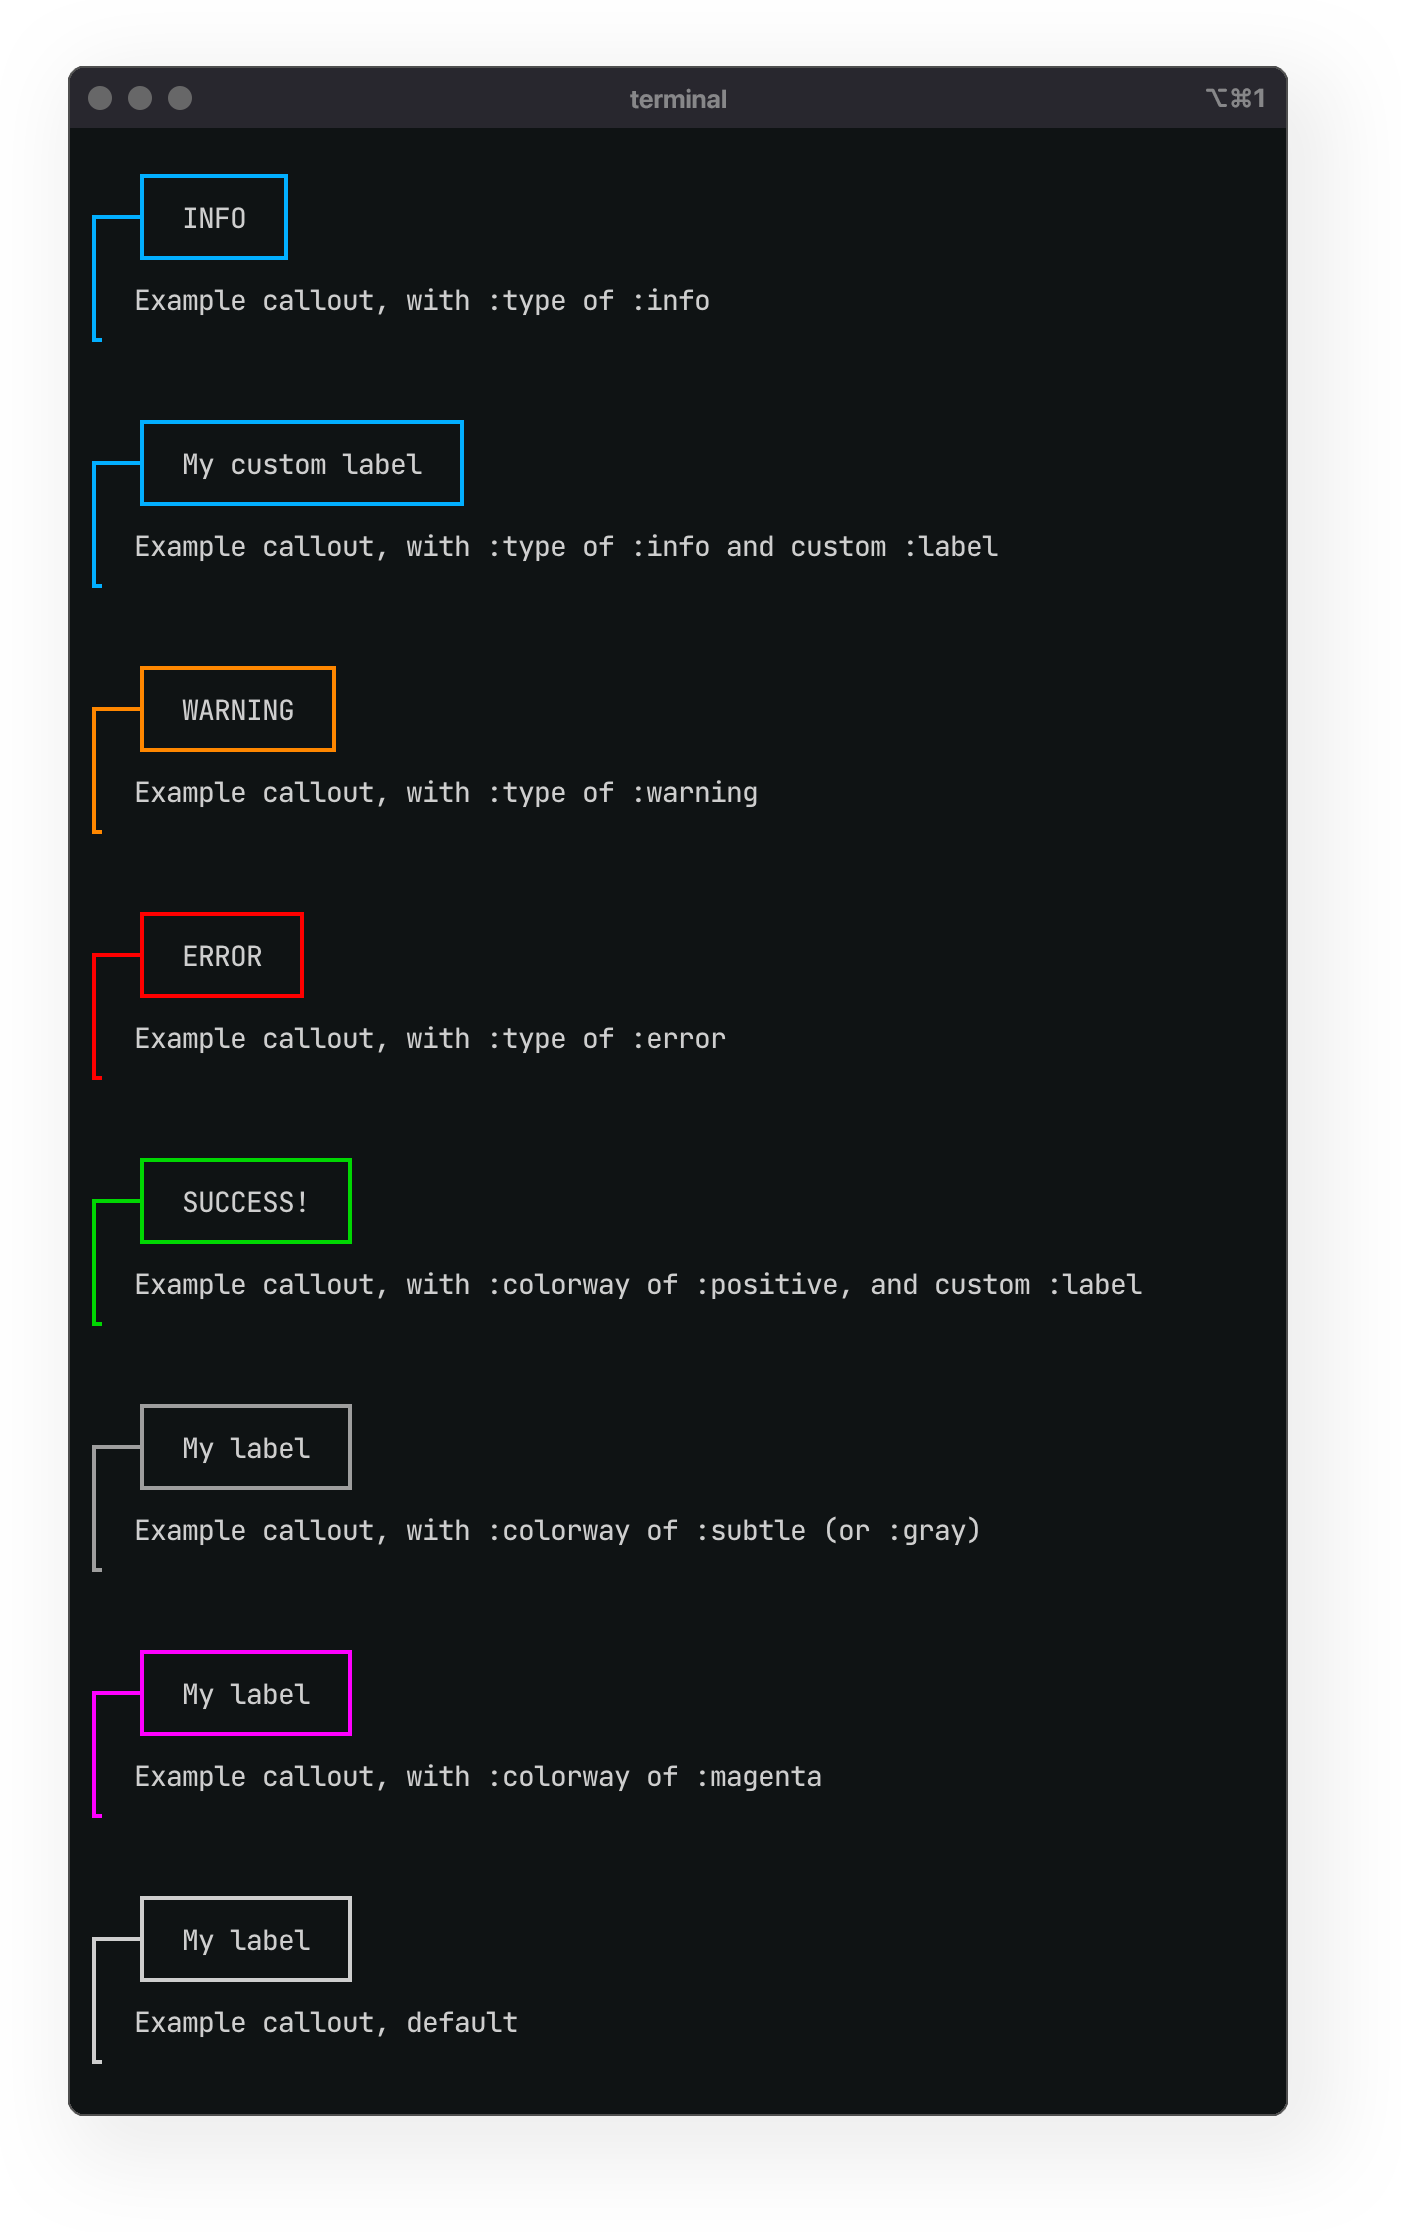 terminal
⌥⌘1
INFO
Example callout, with :type of :info
My custom label
Example callout, with :type of :info and custom :label
WARNING
Example callout, with :type of :warning
ERROR
Example callout, with :type of :error
SUCCESS!
Example callout, with :colorway of :positive, and custom :label
My label
Example callout, with :colorway of :subtle (or :gray)
My label
Example callout, with :colorway of :magenta
My label
Example callout, default